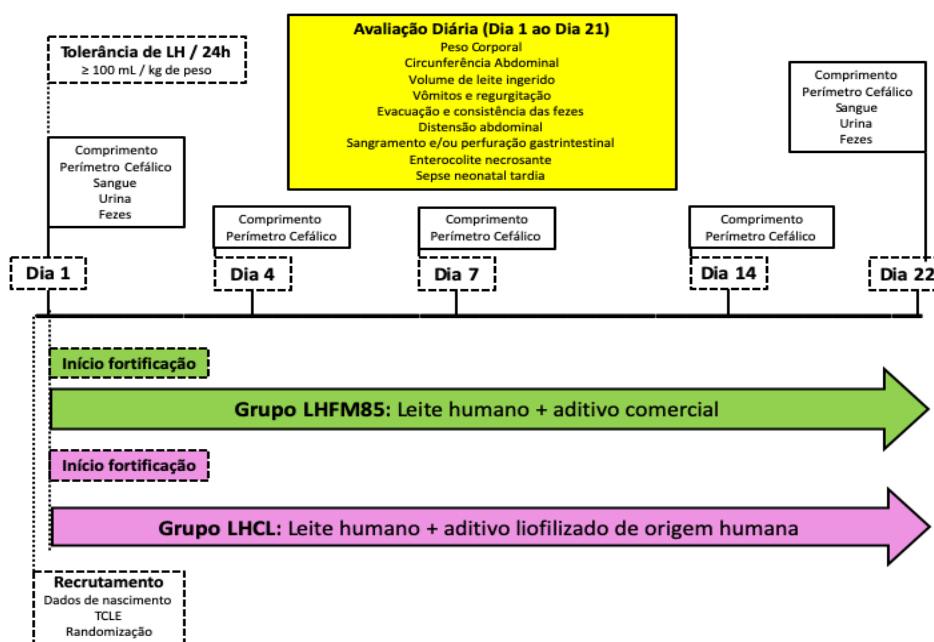 Tolerância de LH / 24h
≥ 100 mL / kg de peso
Avaliação Diária (Dia 1 ao Dia 21)
Peso Corporal
Circunferência Abdominal
Volume de leite ingerido
Vômitos e regurgitação
Evacuação e consistência das fezes
Distensão abdominal
Sangramento e/ou perfuração gastrintestinal
Enterocolite necrosante
Sepse neonatal tardia
Comprimento
Perímetro Cefálico
Sangue
Urina
Fezes
Comprimento
Perímetro Cefálico
Sangue
Urina
Fezes
Comprimento
Perímetro Cefálico
Comprimento
Perímetro Cefálico
Comprimento
Perímetro Cefálico
Dia 1
Dia 4
Dia 7
Dia 14
Dia 22
Início fortificação
Grupo LHFM85: Leite humano + aditivo comercial
Início fortificação
Grupo LHCL: Leite humano + aditivo liofilizado de origem humana
Recrutamento
Dados de nascimento
TCLE
Randomização